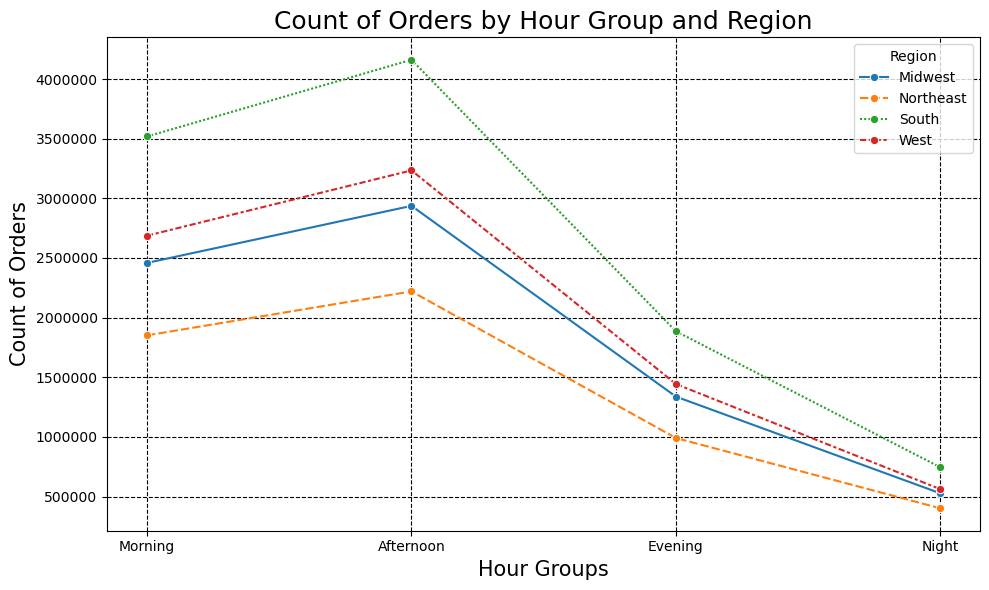 Count of Orders by Hour Group and Region
Count of Orders
4000000
3500000
3000000
2500000
2000000
1500000
1000000
500000
Region
Midwest
Northeast
South
West
Morning Afternoon Evening Night
Hour Groups